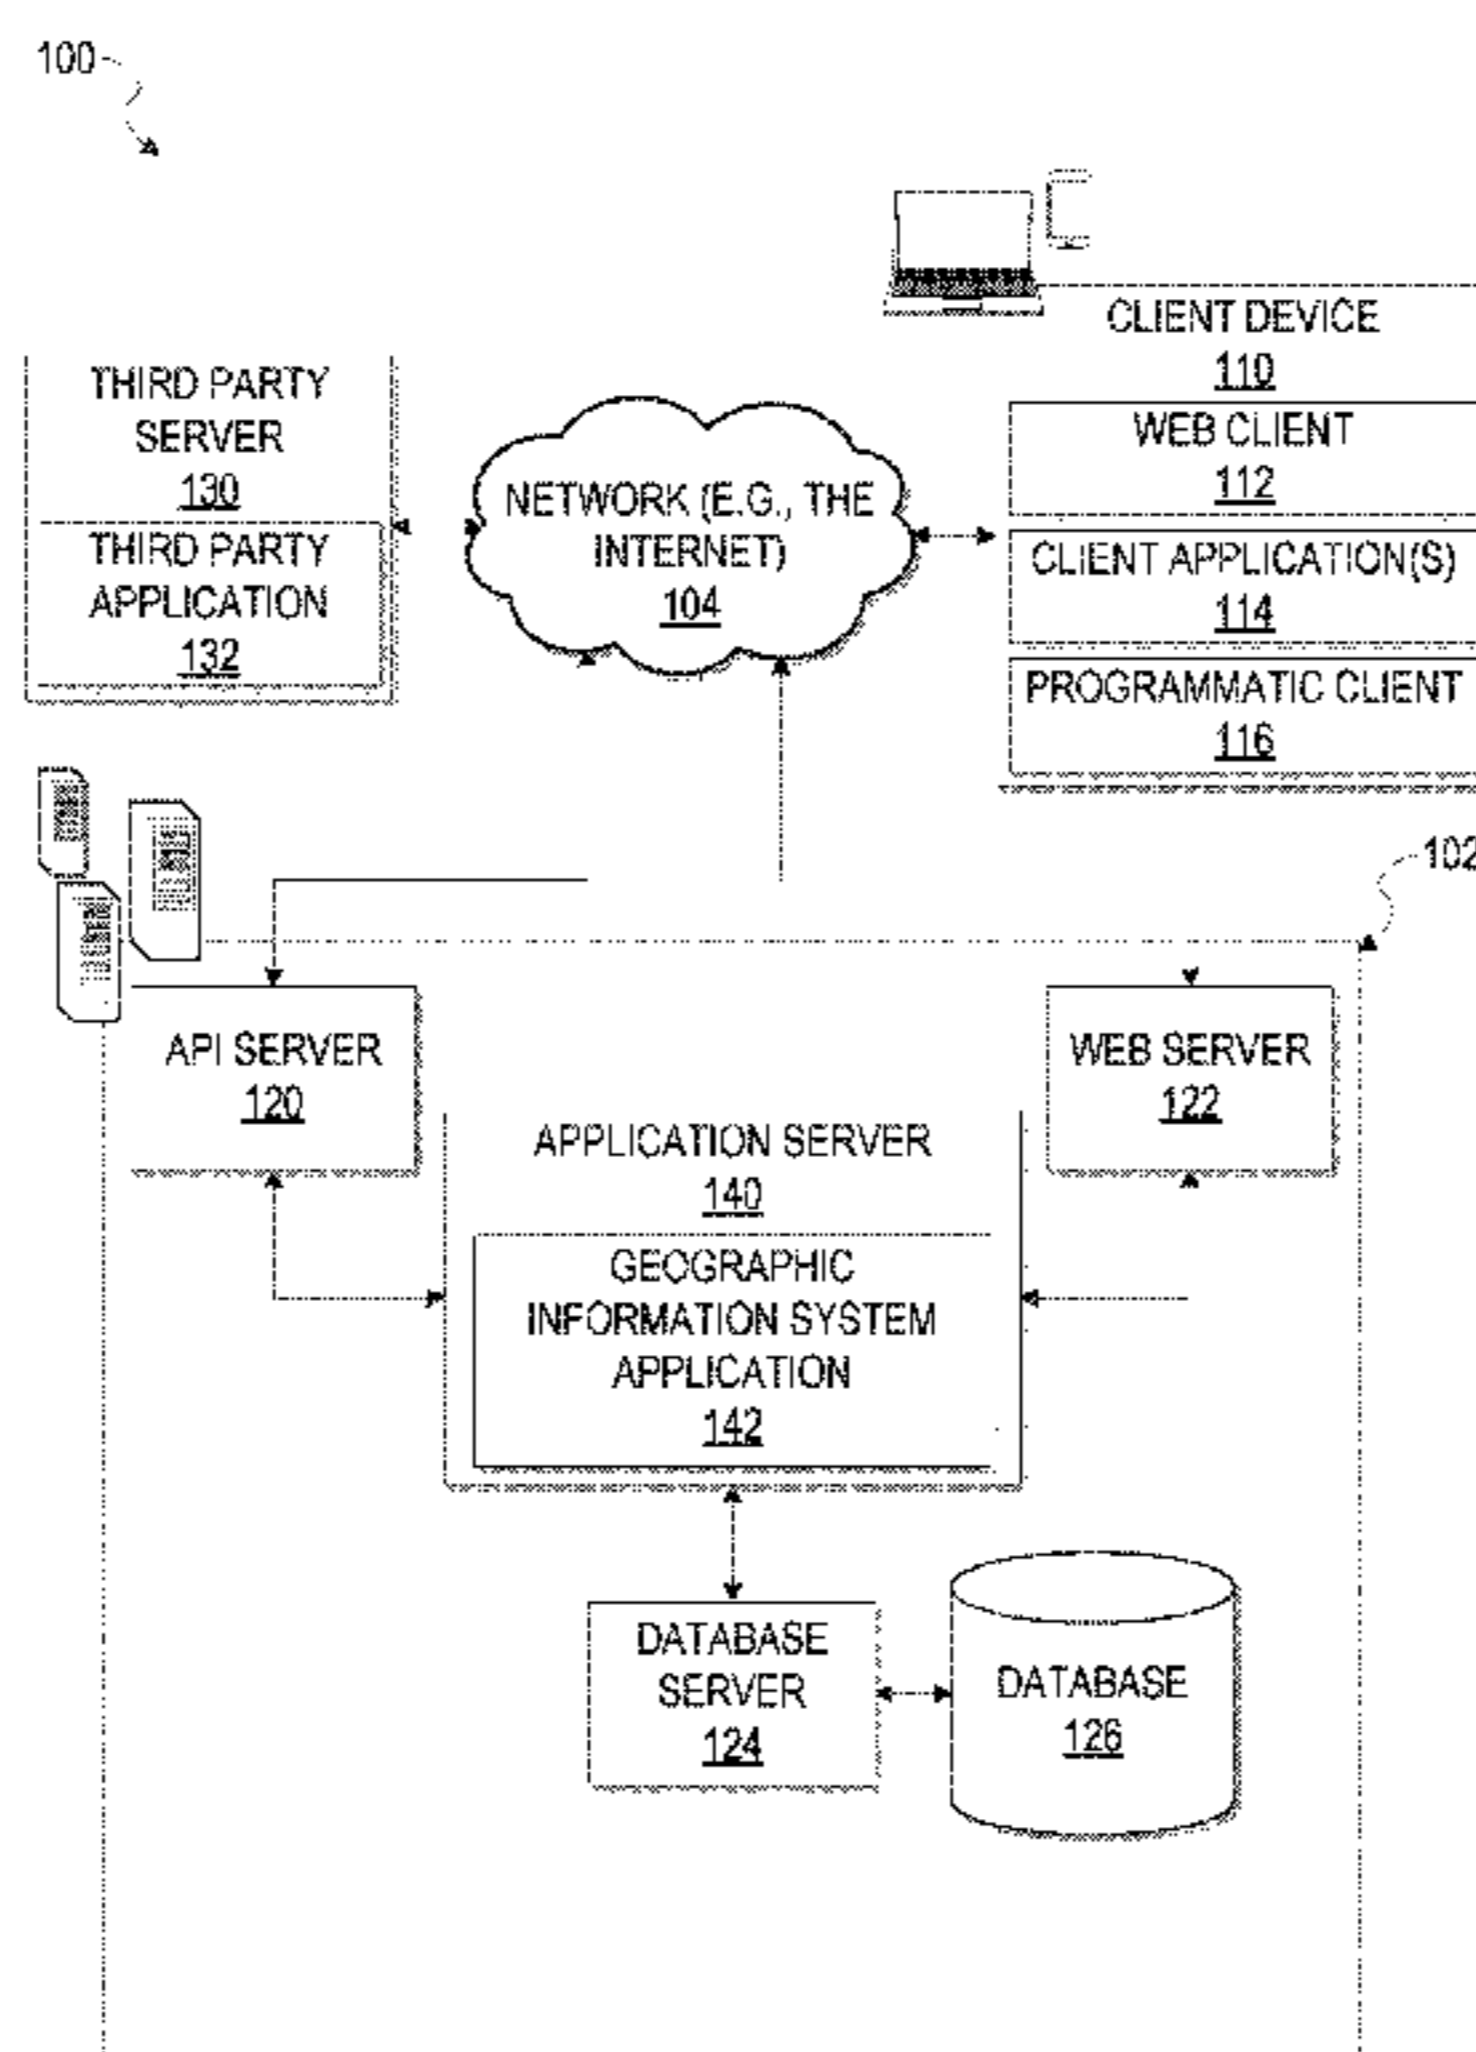 100
CLIENT DEVICE
110
WEB CLIENT
112
CLIENT APPLICATION(S)
114
PROGRAMMATIC CLIENT
116
THIRD PARTY
SERVER
130
THIRD PARTY
APPLICATION
132
NETWORK (E.G., THE
INTERNET)
104
102
API SERVER
120
WEB SERVER
122
APPLICATION SERVER
140
GEOGRAPHIC
INFORMATION SYSTEM
APPLICATION
142
DATABASE
SERVER
124
DATABASE
126